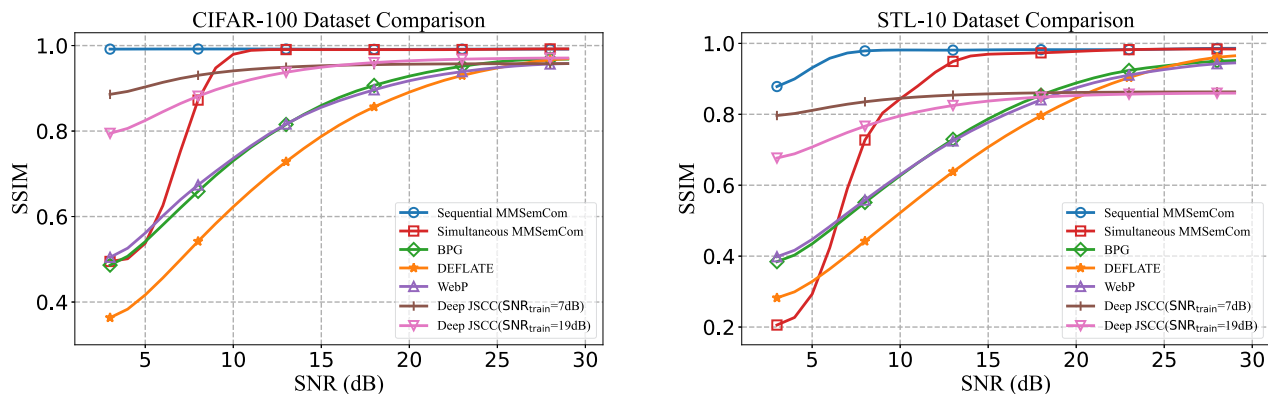 CIFAR-100 Dataset Comparison
1.0
0.8
0.6
0.4
SSIM
5
10
15
20
25
30
SNR (dB)
Sequential MMSemCom
Simultaneous MMSemCom
BPG
DEFLATE
WebP
Deep JSCC(SNRtrain=7dB)
Deep JSCC(SNRtrain=19dB)
STL-10 Dataset Comparison
1.0
0.8
0.6
0.4
0.2
SSIM
5
10
15
20
25
30
SNR (dB)
Sequential MMSemCom
Simultaneous MMSemCom
BPG
DEFLATE
WebP
Deep JSCC(SNRtrain=7dB)
Deep JSCC(SNRtrain=19dB)